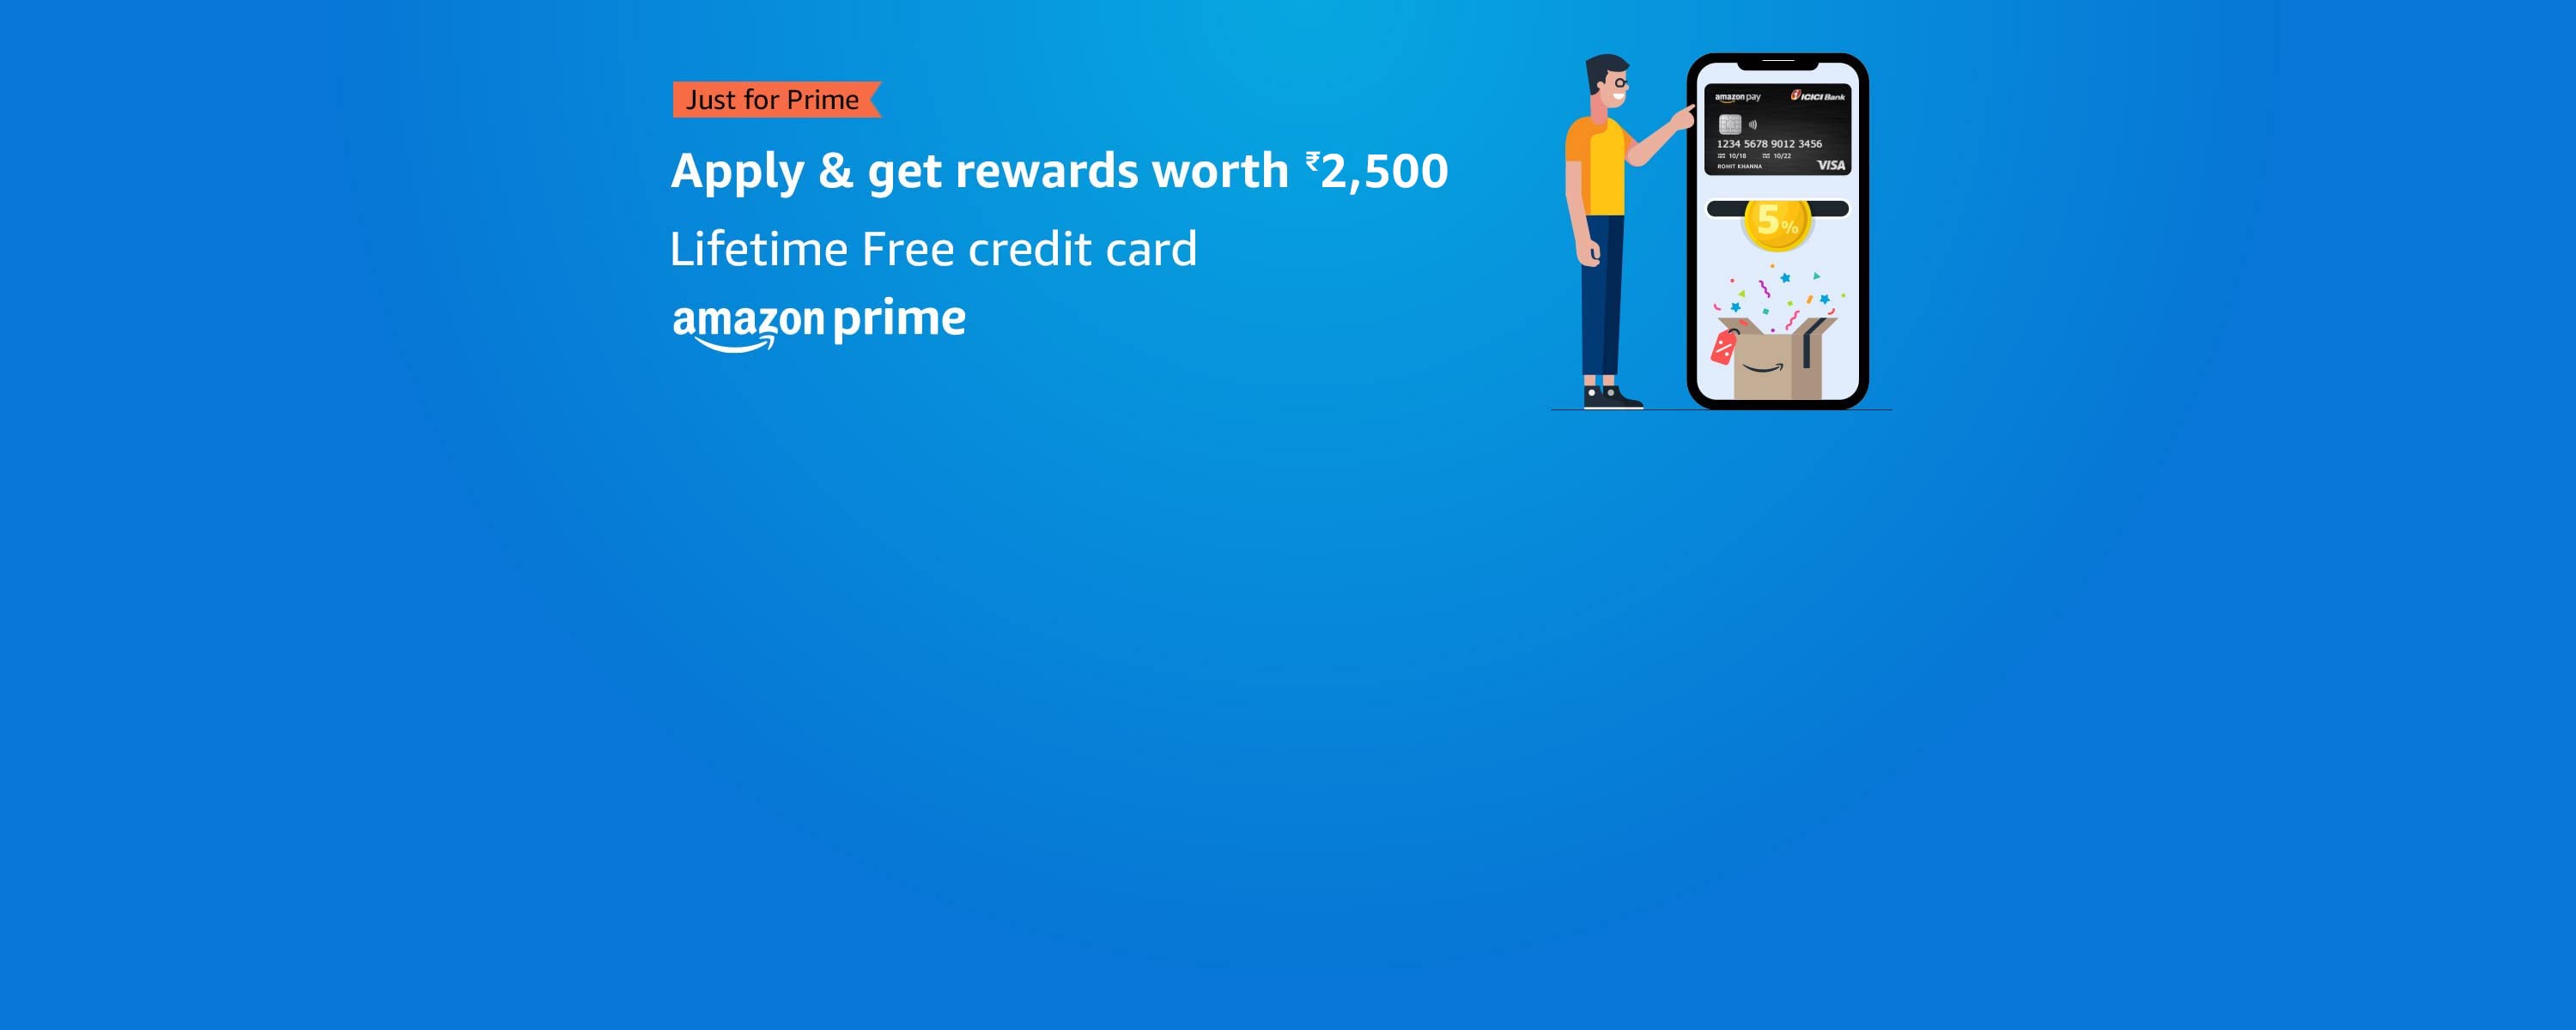 Just for Prime
Apply & get rewards worth ₹2,500
Lifetime Free credit card
amazon prime
amazon pay
ICICI Bank
1234 5678 9012 3456
10/18 10/22
ROHIT KHANNA
VISA
5%
%